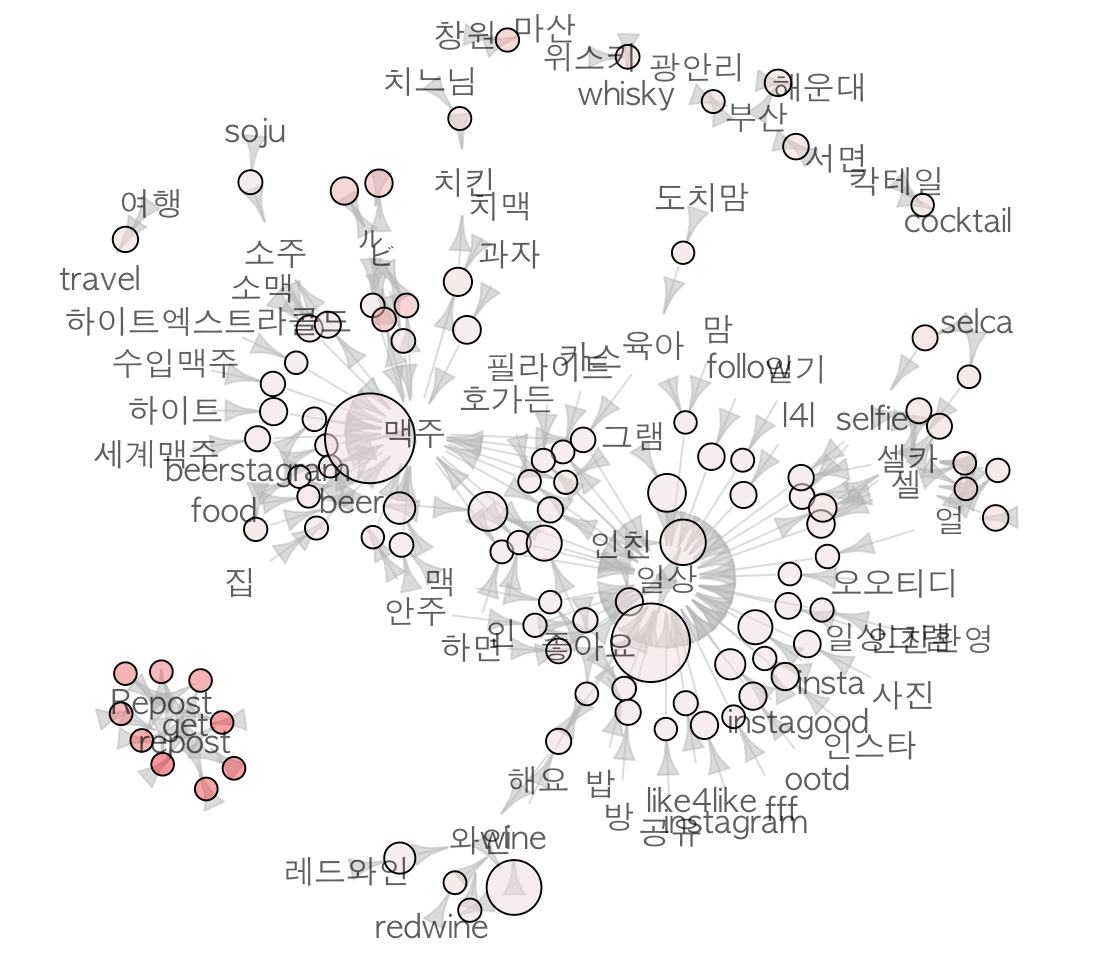 창원
마산
위스키
whisky
광안리
해운대
부산
서면
칵테일
cocktail
치느님
soju
여행
travel
치킨
치맥
도치맘
과자
소주
소맥
ル
ビ
하이트엑스트라콜드
수입맥주
하이트
세계맥주
맥주
beerstagram
food
beer
집
맥
안주
필라이트
카스
호가든
육아
맘
follow
일기
l4l
그램
selca
selfie
셀카
셀
얼
인친
일상
오오티디
하면
인
좋아요
일상그램
인친환영
insta
사진
instagood
인스타
ootd
해요
밥
방
like4like
fff
공유
instagram
Repost
get
repost
와인
wine
레드와인
redwine